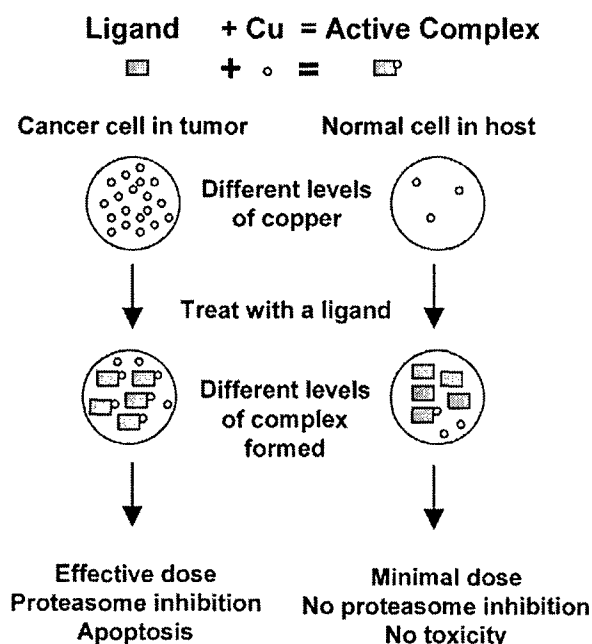 Ligand + Cu = Active Complex
+ =
Cancer cell in tumor
Normal cell in host
Different levels
of copper
Treat with a ligand
Different levels
of complex
formed
Effective dose
Proteasome inhibition
Apoptosis
Minimal dose
No proteasome inhibition
No toxicity